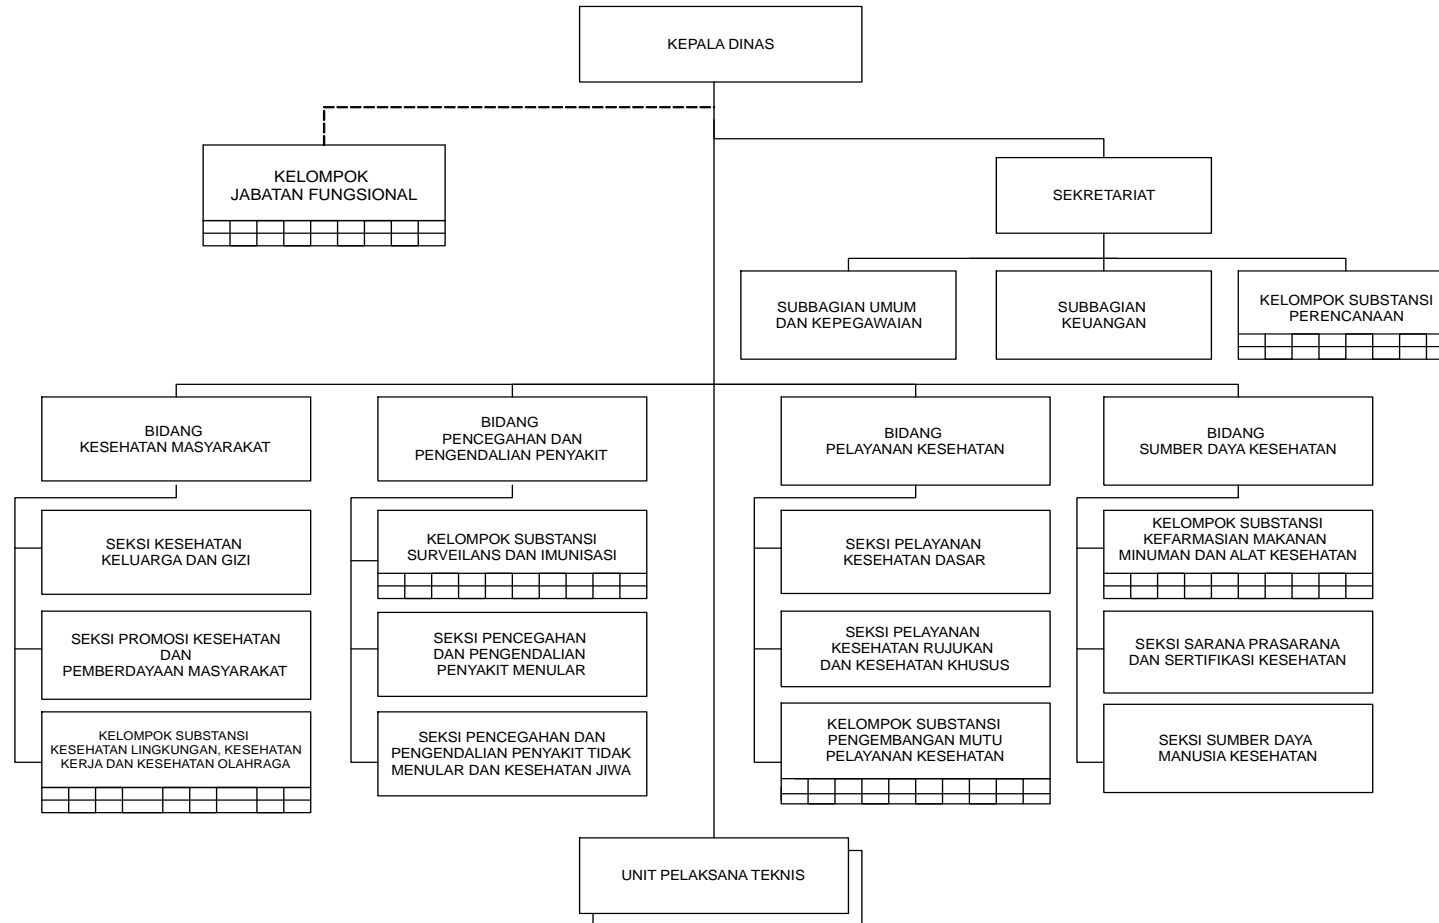 KEPALA DINAS
KELOMPOK
JABATAN FUNGSIONAL
SEKRETARIAT
SUBBAGIAN UMUM
DAN KEPEGAWAIAN
SUBBAGIAN
KEUANGAN
KELOMPOK SUBSTANSI
PERENCANAAN
BIDANG
KESEHATAN MASYARAKAT
BIDANG
PENCEGAHAN DAN
PENGENDALIAN PENYAKIT
BIDANG
PELAYANAN KESEHATAN
BIDANG
SUMBER DAYA KESEHATAN
SEKSI KESEHATAN
KELUARGA DAN GIZI
KELOMPOK SUBSTANSI
SURVEILANS DAN IMUNISASI
SEKSI PELAYANAN
KESEHATAN DASAR
KELOMPOK SUBSTANSI
KEFARMASIAN MAKANAN
MINUMAN DAN ALAT KESEHATAN
SEKSI PROMOSI KESEHATAN
DAN
PEMBERDAYAAN MASYARAKAT
SEKSI PENCEGAHAN
DAN PENGENDALIAN
PENYAKIT MENULAR
SEKSI PELAYANAN
KESEHATAN RUJUKAN
DAN KESEHATAN KHUSUS
SEKSI SARANA PRASARANA
DAN SERTIFIKASI KESEHATAN
KELOMPOK SUBSTANSI
KESEHATAN LINGKUNGAN, KESEHATAN
KERJA DAN KESEHATAN OLAHRAGA
SEKSI PENCEGAHAN DAN
PENGENDALIAN PENYAKIT TIDAK
MENULAR DAN KESEHATAN JIWA
KELOMPOK SUBSTANSI
PENGEMBANGAN MUTU
PELAYANAN KESEHATAN
SEKSI SUMBER DAYA
MANUSIA KESEHATAN
UNIT PELAKSANA TEKNIS